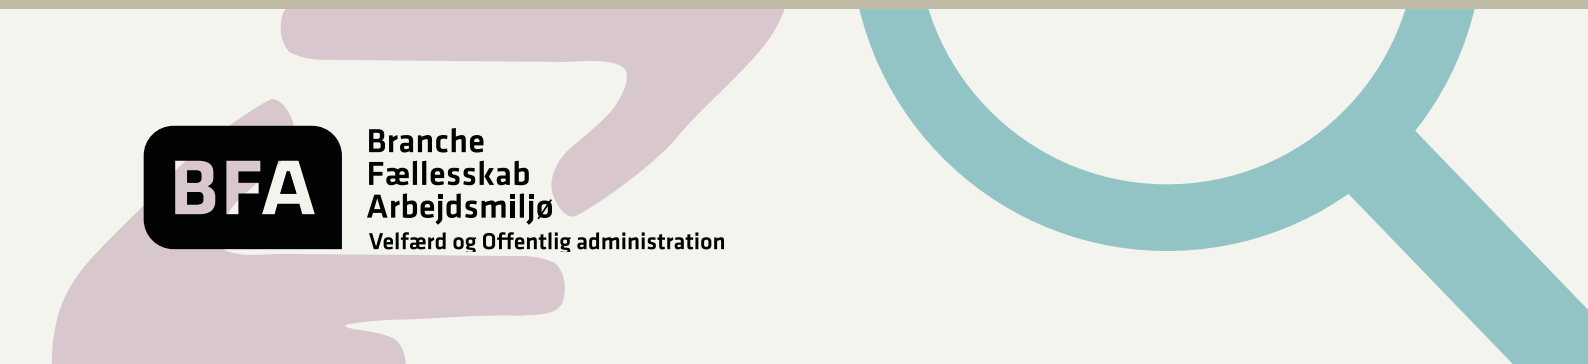 BFA
Branche
Fællesskab
Arbejdsmiljø
Velfærd og Offentlig administration